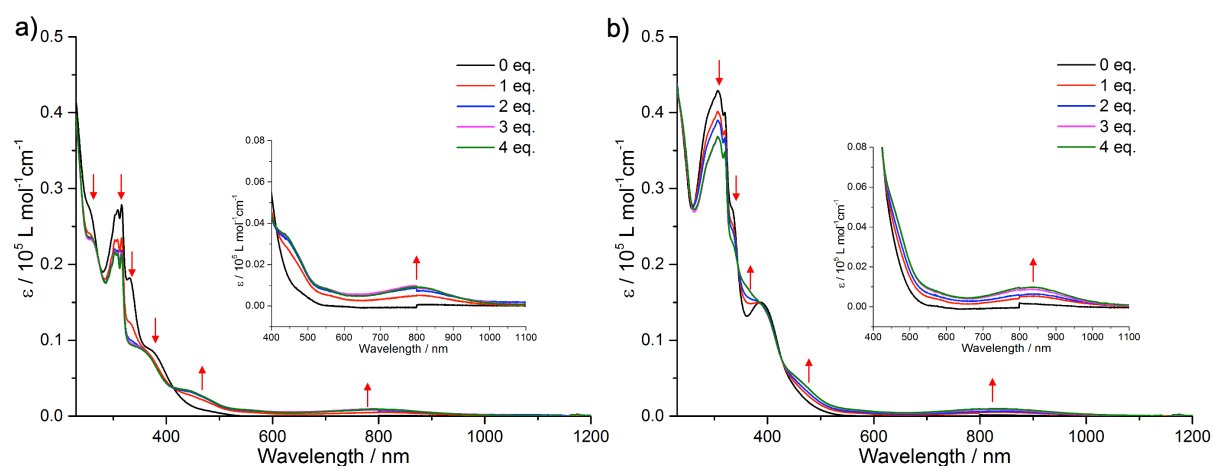 a)
0.5
0.4
0.3
0.2
0.1
0.0
ε / 10⁵ L mol⁻¹cm⁻¹
400
600
800
1000
1200
Wavelength / nm
0 eq.
1 eq.
2 eq.
3 eq.
4 eq.
0.08
0.06
0.04
0.02
0.00
ε / 10⁵ L mol⁻¹cm⁻¹
400 500 600 700 800 900 1000 1100
Wavelength / nm
b)
0.5
0.4
0.3
0.2
0.1
0.0
ε / 10⁵ L mol⁻¹cm⁻¹
400
600
800
1000
1200
Wavelength / nm
0 eq.
1 eq.
2 eq.
3 eq.
4 eq.
0.08
0.06
0.04
0.02
0.00
ε / 10⁵ L mol⁻¹cm⁻¹
400 500 600 700 800 900 1000 1100
Wavelength / nm